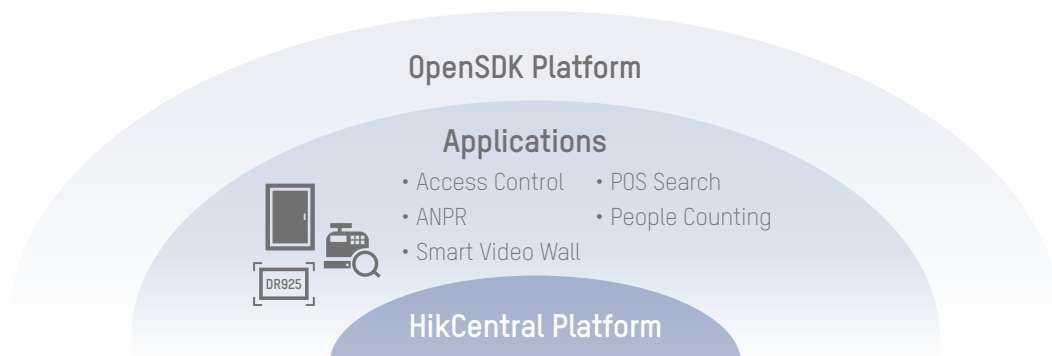 OpenSDK Platform
Applications
• Access Control
• POS Search
• ANPR
• People Counting
• Smart Video Wall
DR925
HikCentral Platform